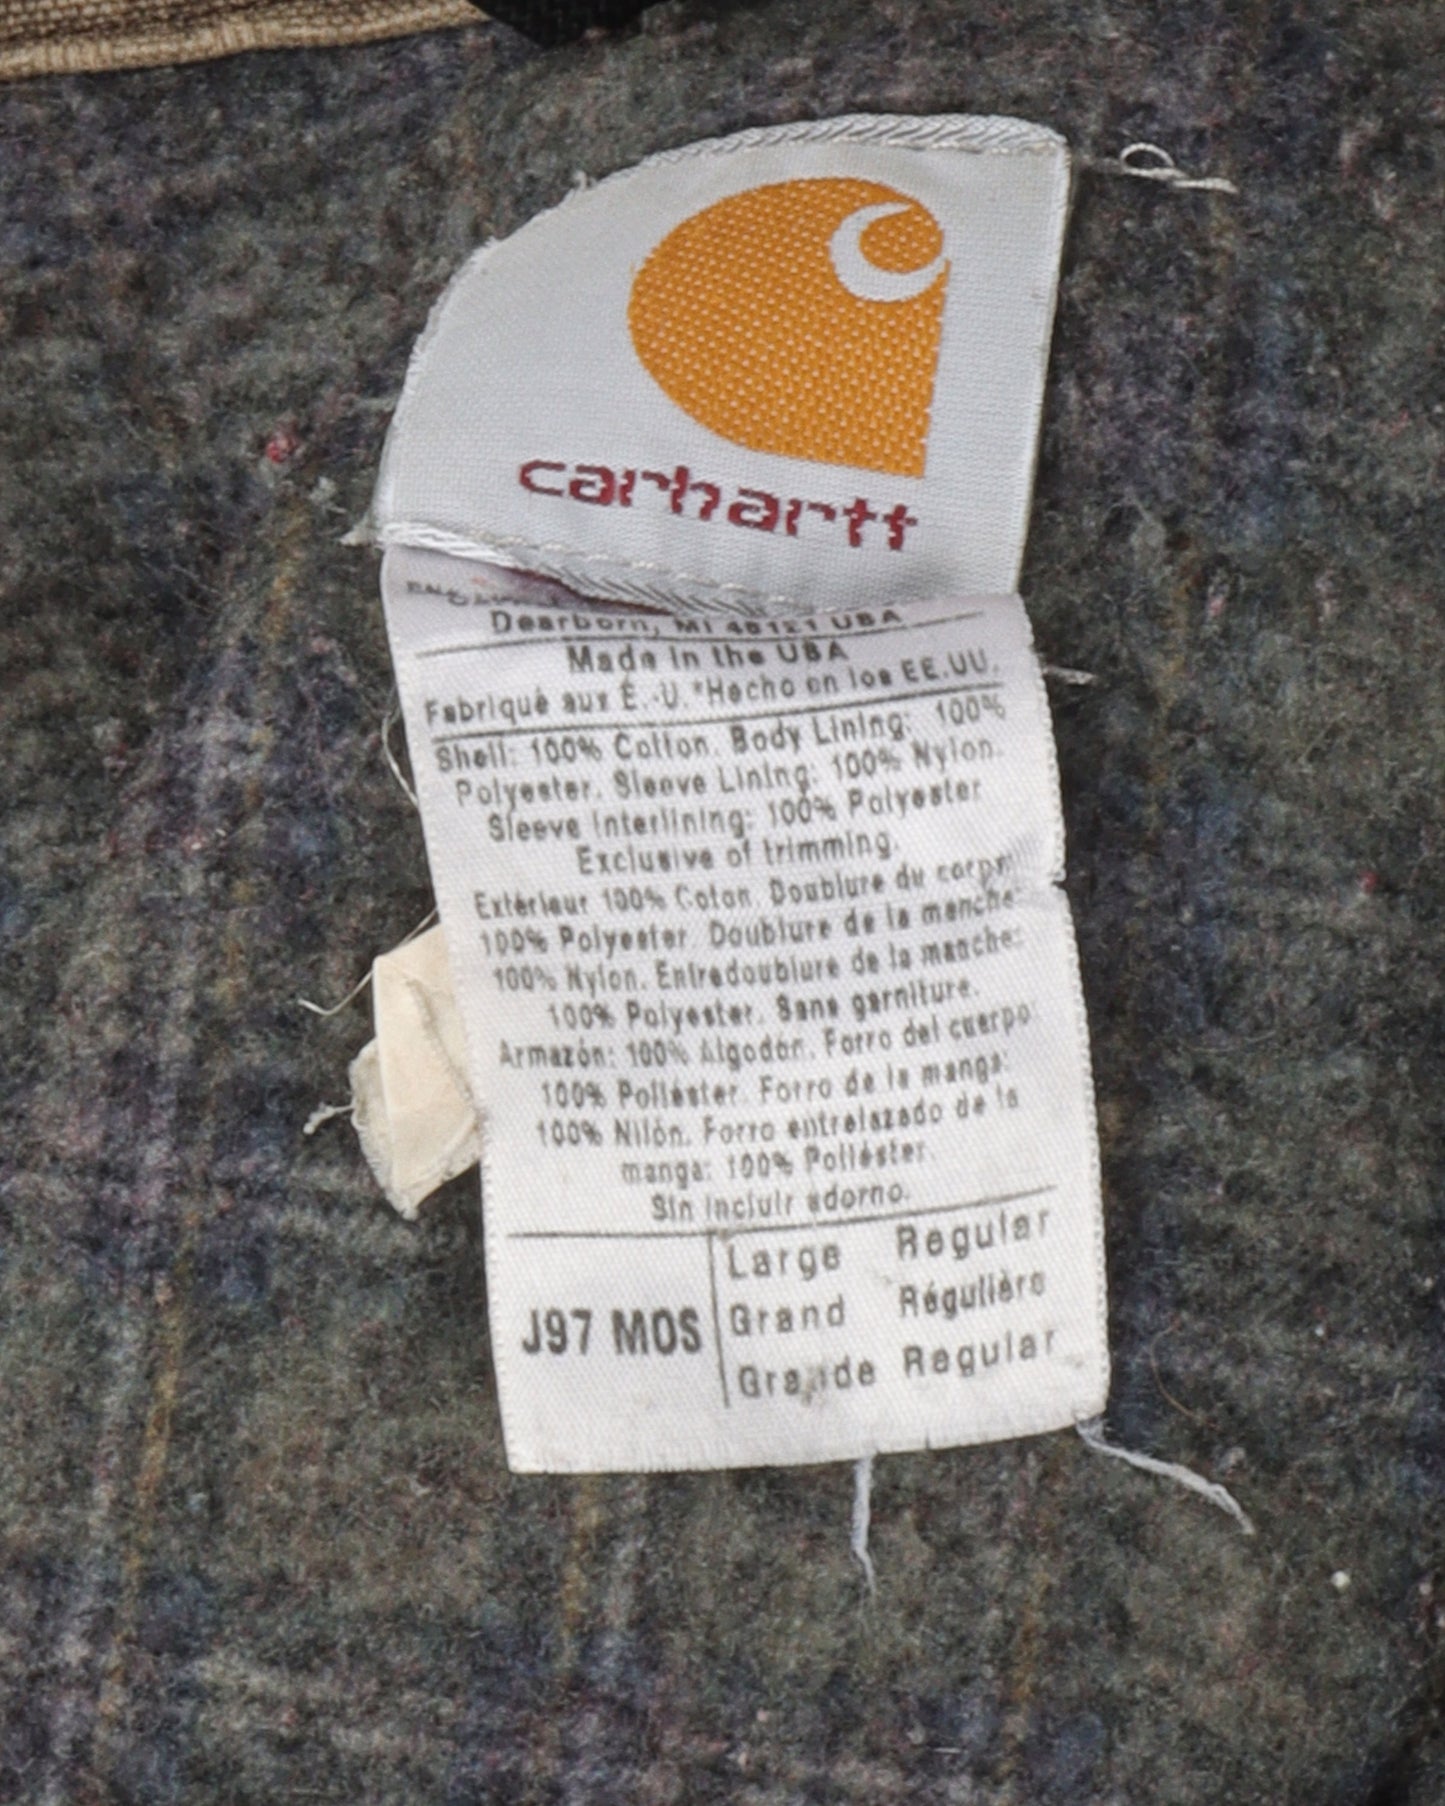 carhartt
Dearborn, MI 48121 USA
Made in the USA
Fabriqué aux É.-U. *Hecho en los EE.UU.
Shell: 100% Cotton. Body Lining: 100%
Polyester. Sleeve Lining: 100% Nylon.
Sleeve Interlining: 100% Polyester
Exclusive of trimming.
Extérieur 100% Coton. Doublure du corps:
100% Polyester. Doublure de la manche
100% Nylon. Entredoublure de la manche:
100% Polyester. Sans garniture.
Armazón: 100% Algodón. Forro del cuerpo
100% Poliéster. Forro de la manga:
100% Nilón. Forro entrelazado de la
manga: 100% Poliéster.
Sin incluir adorno.
J97 MOS
Large Regular
Grand Régulière
Grande Regular